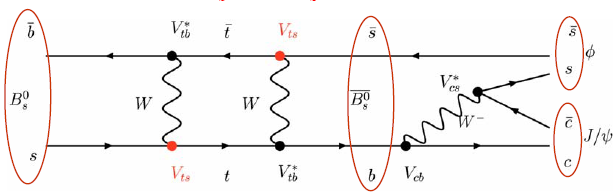 b̄ V*tb t̄ Vts s̄ s̄ ϕ
V*cs s
B⁰s W W B̄⁰s W⁻
c̄ J/ψ
s Vts t V*tb b Vcb c